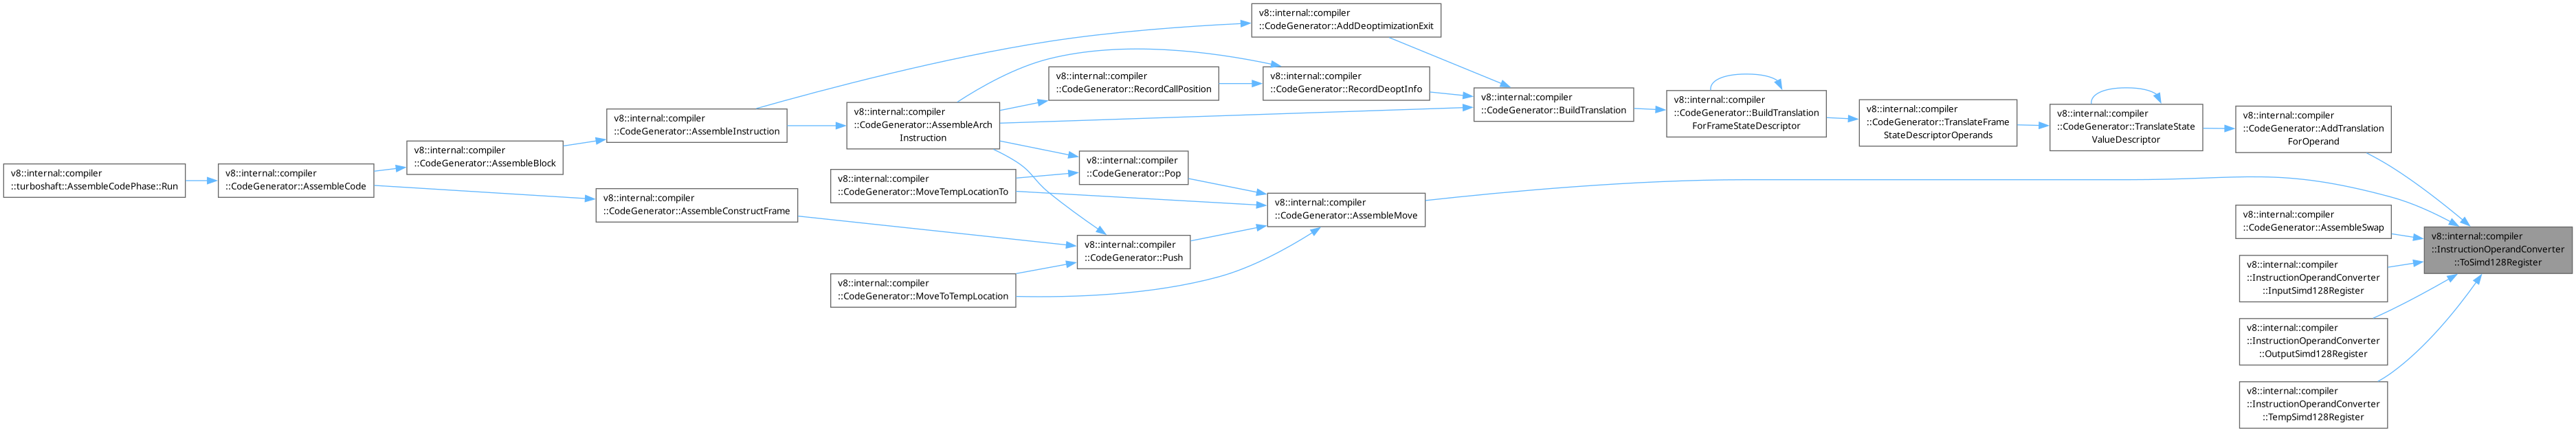 v8::internal::compiler
::turboshaft::AssembleCodePhase::Run
v8::internal::compiler
::CodeGenerator::AssembleCode
v8::internal::compiler
::CodeGenerator::AssembleBlock
v8::internal::compiler
::CodeGenerator::AssembleInstruction
v8::internal::compiler
::CodeGenerator::AssembleConstructFrame
v8::internal::compiler
::CodeGenerator::AssembleArch
Instruction
v8::internal::compiler
::CodeGenerator::MoveTempLocationTo
v8::internal::compiler
::CodeGenerator::MoveToTempLocation
v8::internal::compiler
::CodeGenerator::RecordCallPosition
v8::internal::compiler
::CodeGenerator::Pop
v8::internal::compiler
::CodeGenerator::Push
v8::internal::compiler
::CodeGenerator::AddDeoptimizationExit
v8::internal::compiler
::CodeGenerator::RecordDeoptInfo
v8::internal::compiler
::CodeGenerator::AssembleMove
v8::internal::compiler
::CodeGenerator::BuildTranslation
v8::internal::compiler
::CodeGenerator::BuildTranslation
ForFrameStateDescriptor
v8::internal::compiler
::CodeGenerator::TranslateFrame
StateDescriptorOperands
v8::internal::compiler
::CodeGenerator::TranslateState
ValueDescriptor
v8::internal::compiler
::CodeGenerator::AddTranslation
ForOperand
v8::internal::compiler
::CodeGenerator::AssembleSwap
v8::internal::compiler
::InstructionOperandConverter
::InputSimd128Register
v8::internal::compiler
::InstructionOperandConverter
::OutputSimd128Register
v8::internal::compiler
::InstructionOperandConverter
::TempSimd128Register
v8::internal::compiler
::InstructionOperandConverter
::ToSimd128Register